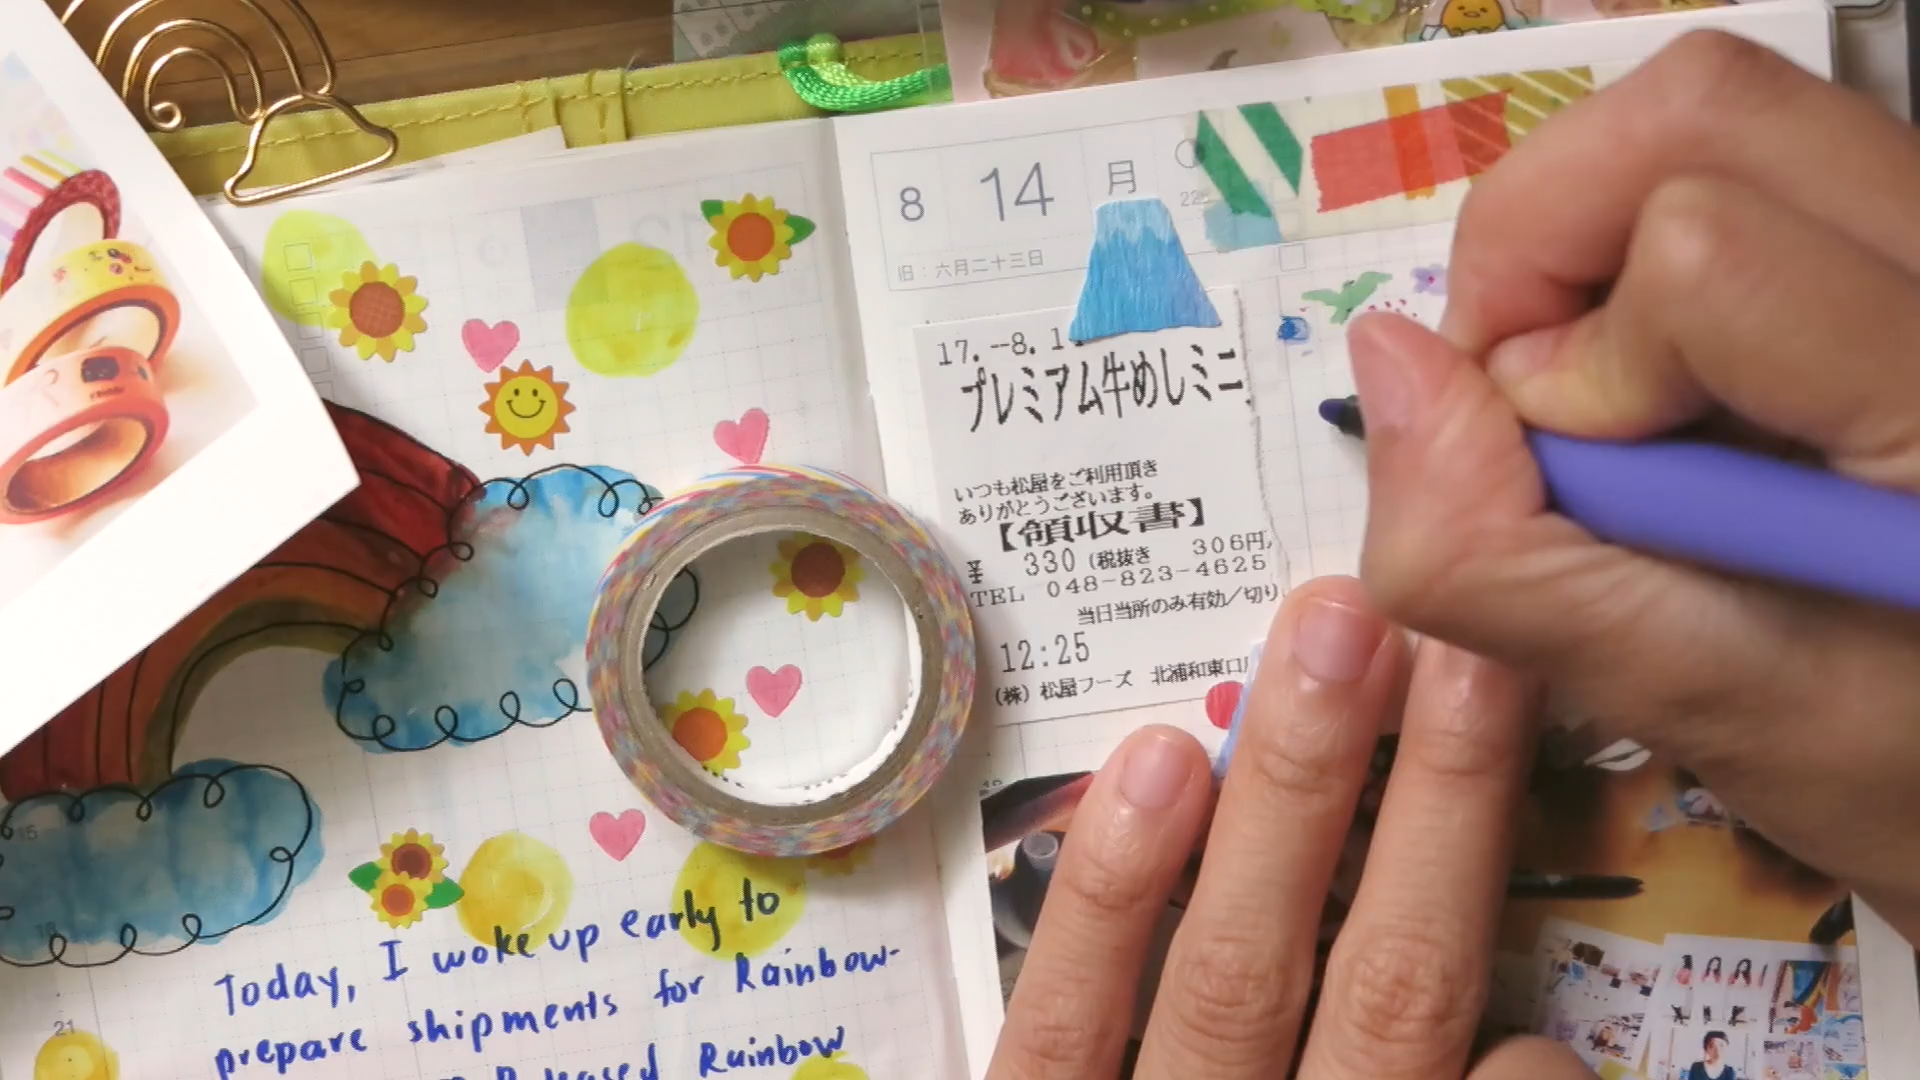 8 14 月
旧：六月二十三日
22
17.--8.1
プレミアム牛めしミニ
いつも松屋をご利用頂き
ありがとうございます。
【領収書】
¥ 330 (税抜き 306円)
TEL 048-823-4625
当日当所のみ有効/切り
12:25
(株) 松屋フーズ 北浦和東口
15
18
21
Today, I woke up early to
prepare shipments for Rainbow-
Rainbow